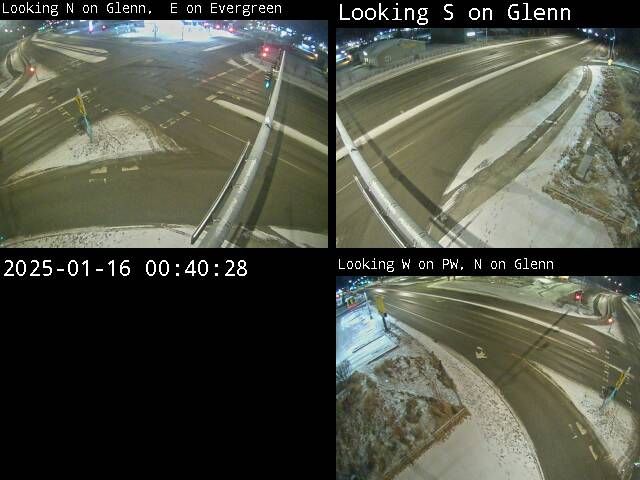 Looking N on Glenn,  E on Evergreen
Looking S on Glenn
2025-01-16 00:40:28
Looking W on PW, N on Glenn